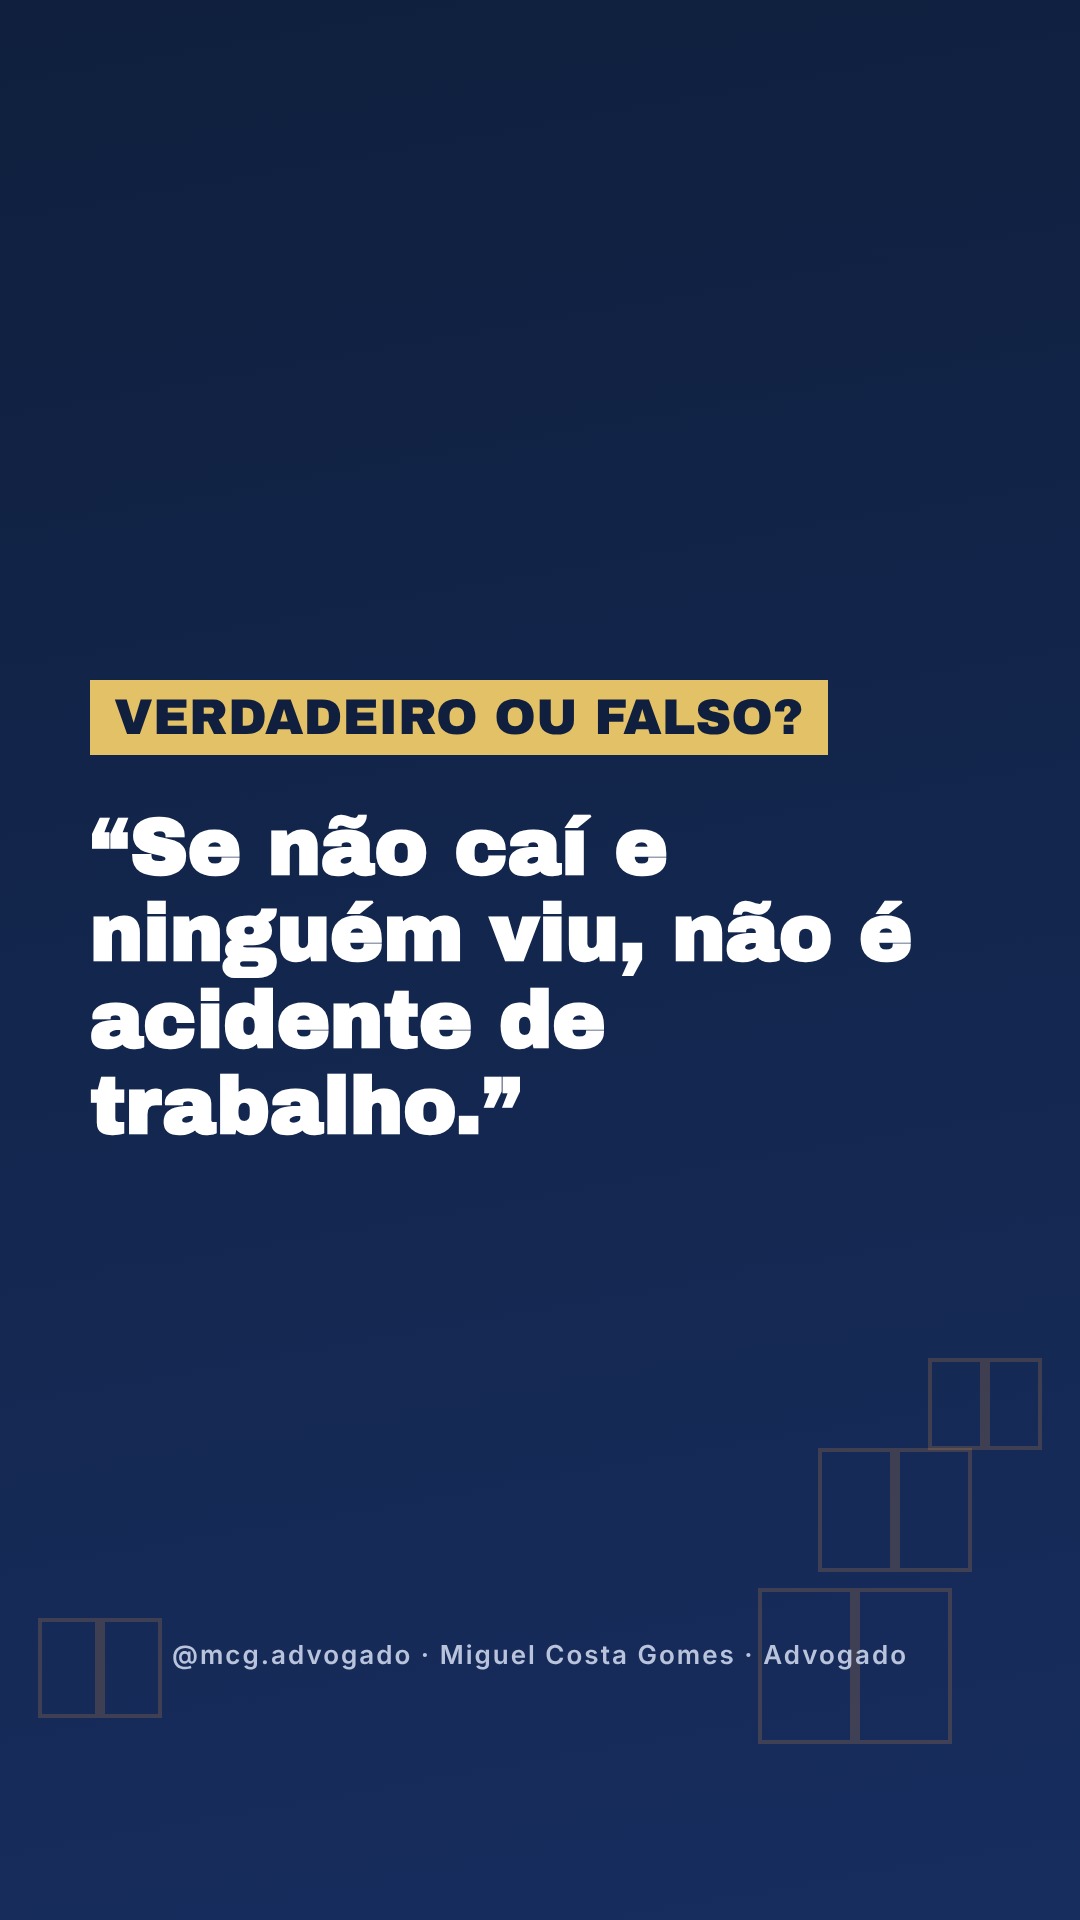 VERDADEIRO OU FALSO?
“Se não caí e
ninguém viu, não é
acidente de
trabalho.”
@mcg.advogado · Miguel Costa Gomes · Advogado